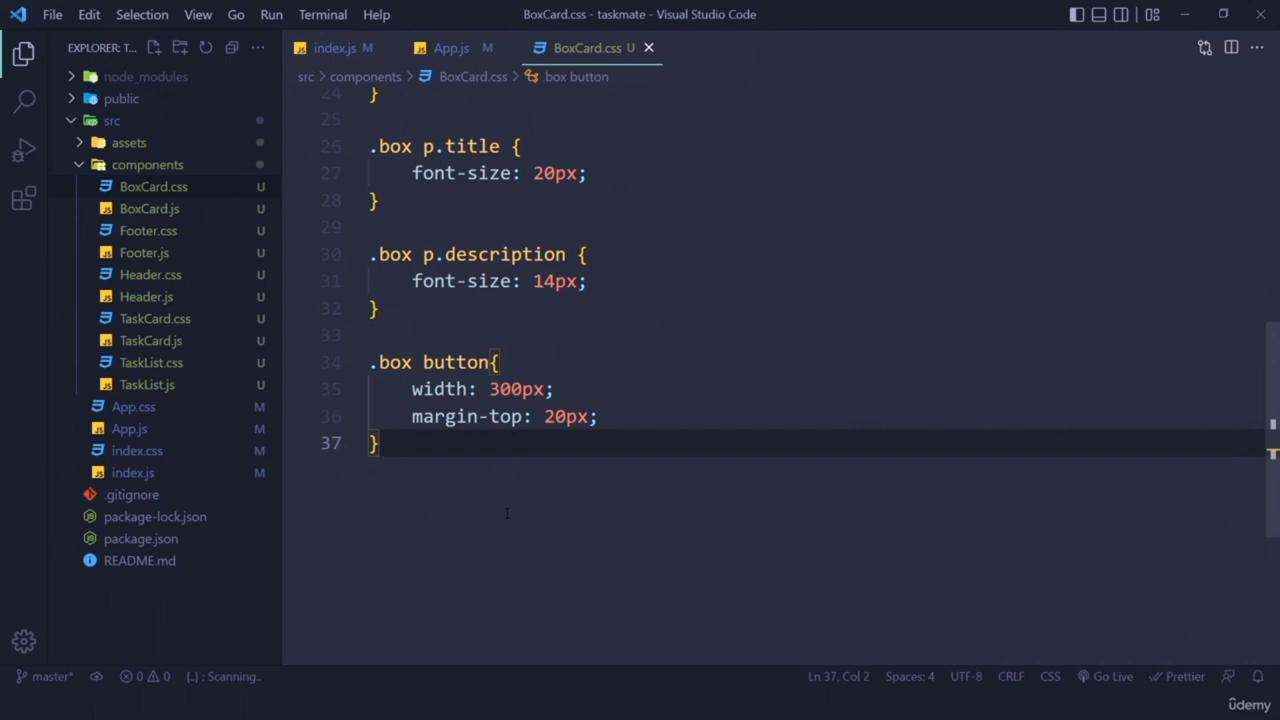 File Edit Selection View Go Run Terminal Help
BoxCard.css - taskmate - Visual Studio Code
EXPLORER: T...
index.js M
App.js M
BoxCard.css U
src > components > BoxCard.css > .box button
node_modules
public
src
assets
components
BoxCard.css U
BoxCard.js U
Footer.css U
Footer.js U
Header.css U
Header.js U
TaskCard.css U
TaskCard.js U
TaskList.css U
TaskList.js U
App.css M
App.js M
index.css M
index.js M
.gitignore
package-lock.json
package.json
README.md
24 }
25
26 .box p.title {
27 font-size: 20px;
28 }
29
30 .box p.description {
31 font-size: 14px;
32 }
33
34 .box button{
35 width: 300px;
36 margin-top: 20px;
37 }
master* 0 0 {..} : Scanning..
Ln 37, Col 2 Spaces: 4 UTF-8 CRLF CSS Go Live Prettier
ûdemy